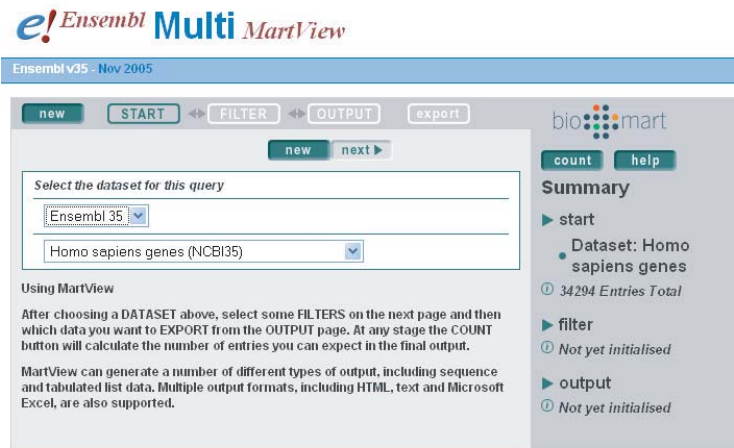 e! Ensembl Multi MartView
Ensembl v35 - Nov 2005
new START FILTER OUTPUT export
new next
Select the dataset for this query
Ensembl 35
Homo sapiens genes (NCBI35)
Using MartView
After choosing a DATASET above, select some FILTERS on the next page and then
which data you want to EXPORT from the OUTPUT page. At any stage the COUNT
button will calculate the number of entries you can expect in the final output.
MartView can generate a number of different types of output, including sequence
and tabulated list data. Multiple output formats, including HTML, text and Microsoft
Excel, are also supported.
bio mart
count help
Summary
start
Dataset: Homo
sapiens genes
34294 Entries Total
filter
Not yet initialised
output
Not yet initialised